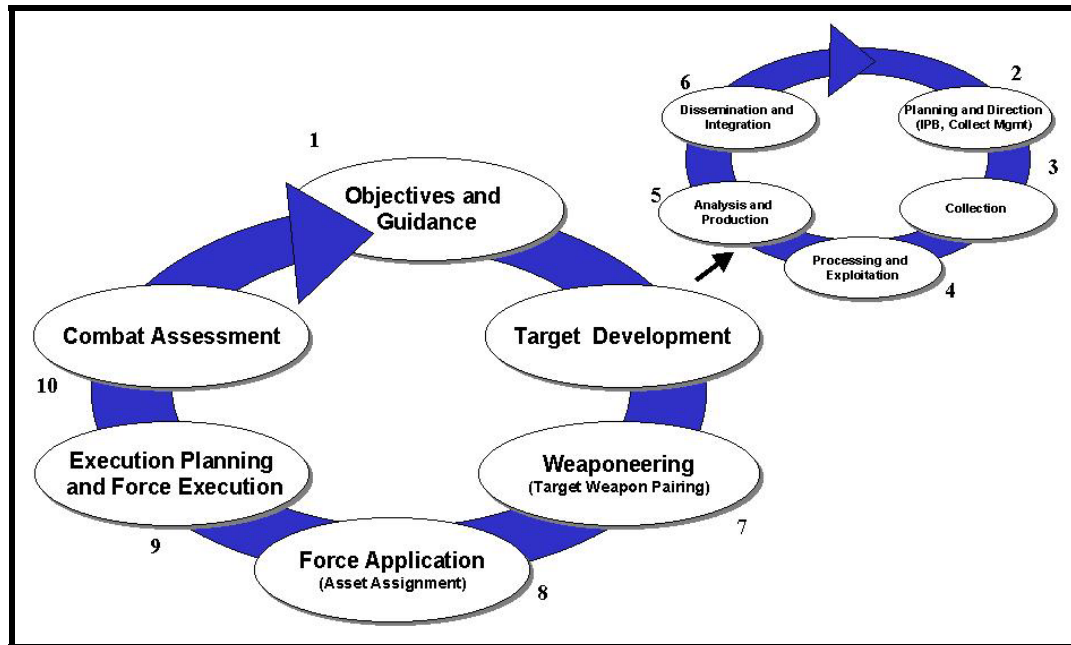 1
Objectives and
Guidance
Target Development
2
Planning and Direction
(IPB, Collect Mgmt)
3
Collection
4
Processing and
Exploitation
5
Analysis and
Production
6
Dissemination and
Integration
7
Weaponeering
(Target Weapon Pairing)
8
Force Application
(Asset Assignment)
9
Execution Planning
and Force Execution
10
Combat Assessment